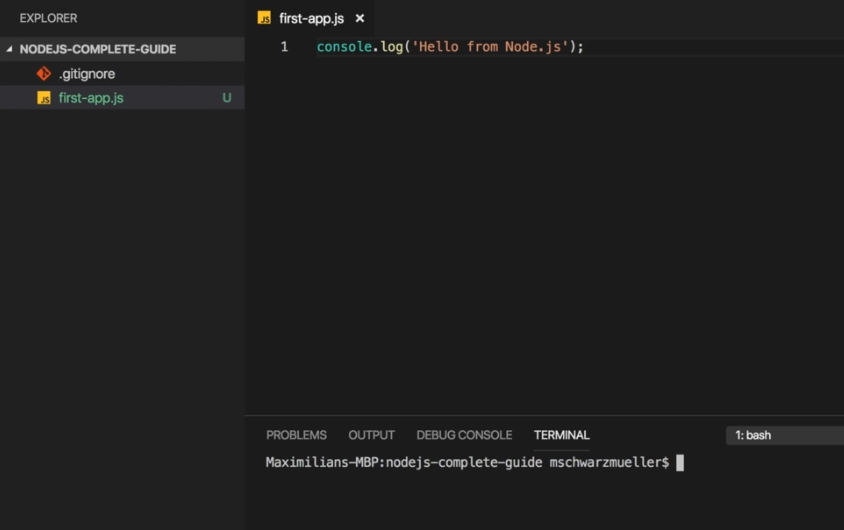 EXPLORER
NODEJS-COMPLETE-GUIDE
.gitignore
JS first-app.js U
JS first-app.js ×
1 console.log('Hello from Node.js');
PROBLEMS OUTPUT DEBUG CONSOLE TERMINAL 1: bash
Maximilians-MBP:nodejs-complete-guide mschwarzmueller$